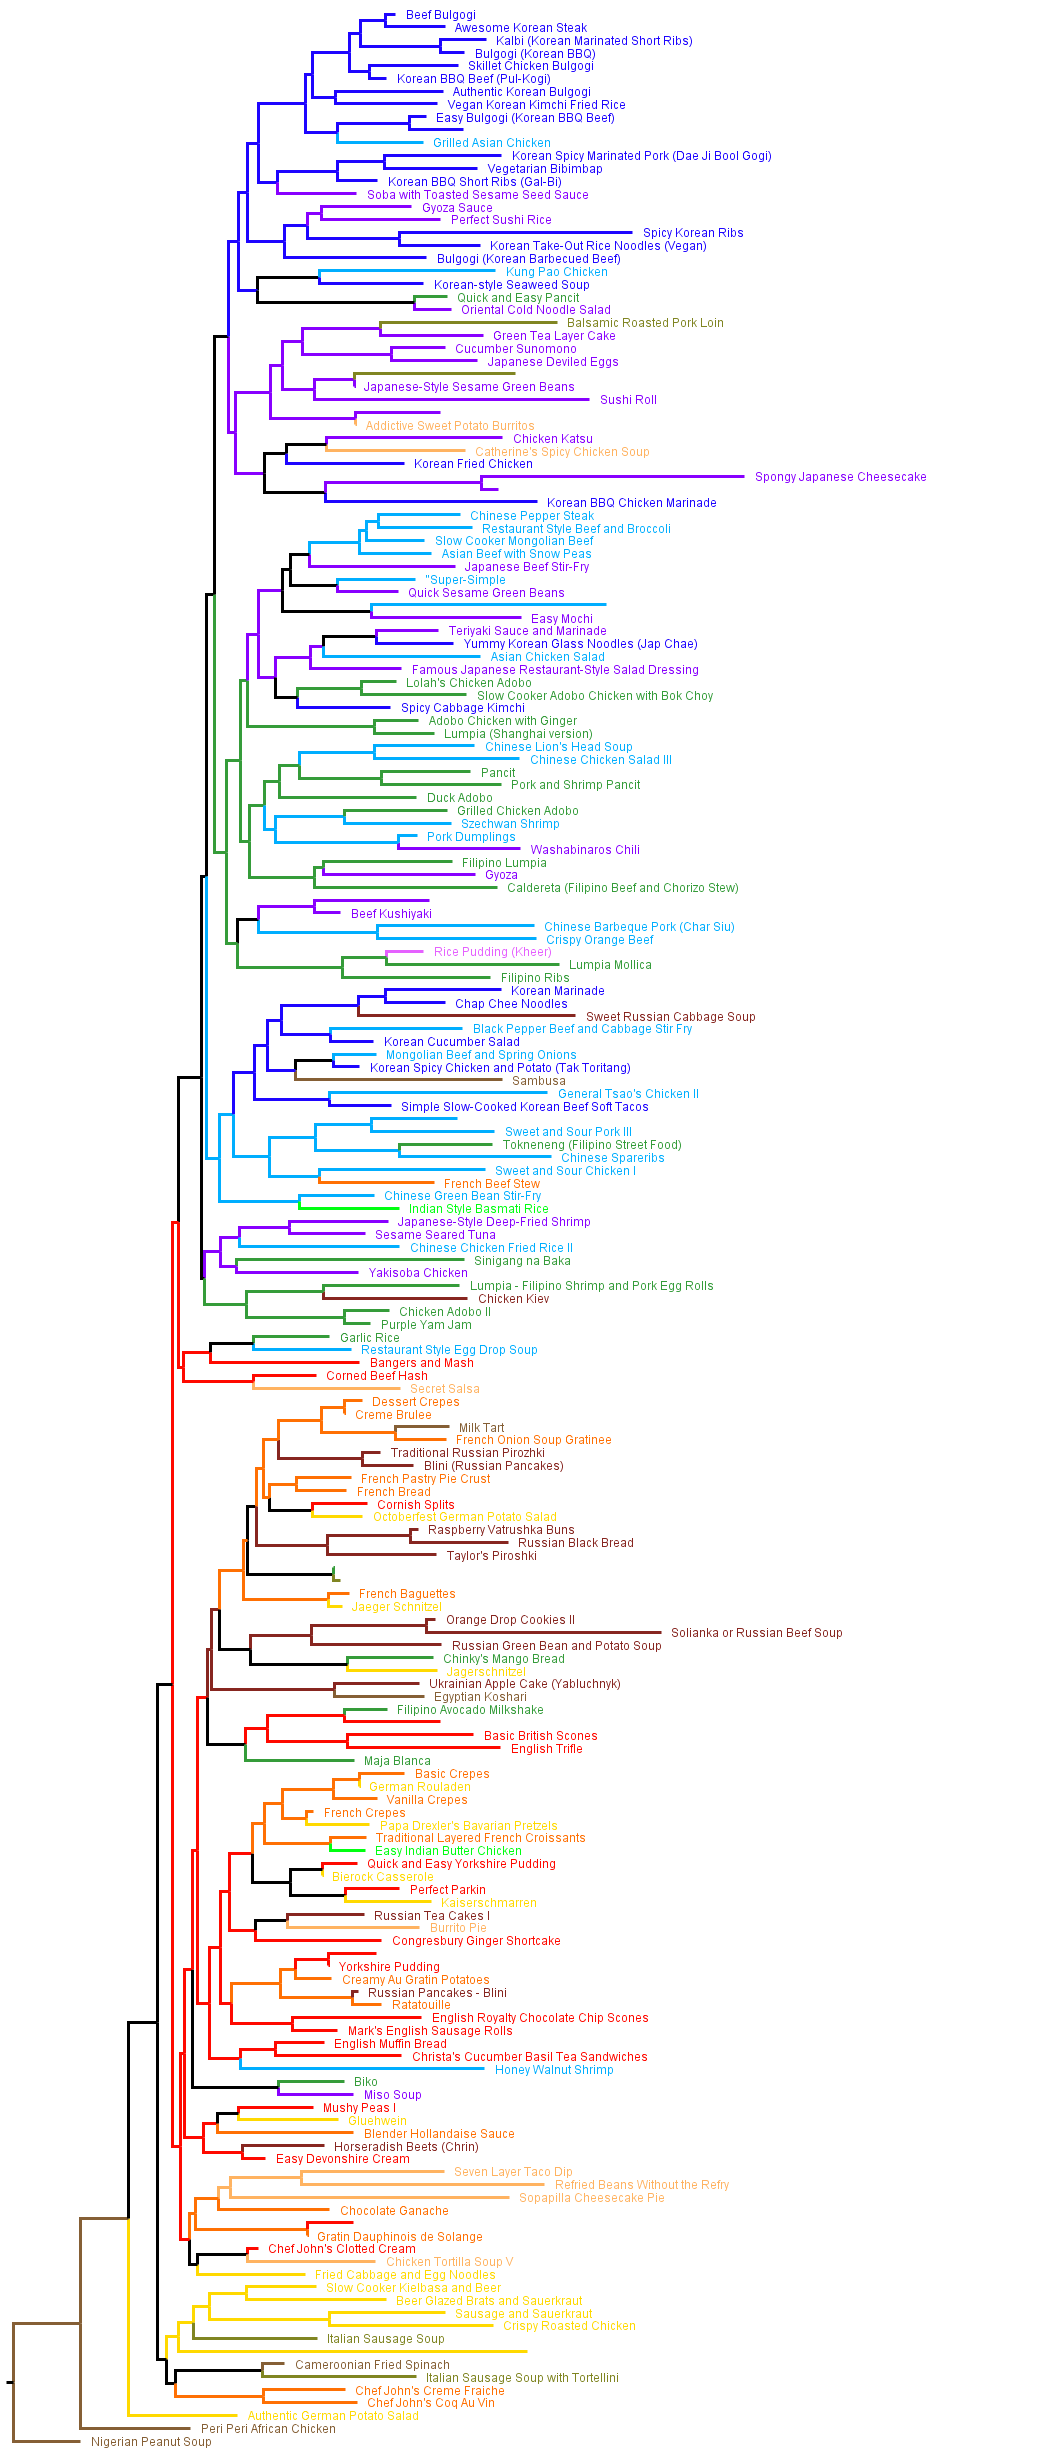 Beef Bulgogi
Awesome Korean Steak
Kalbi (Korean Marinated Short Ribs)
Bulgogi (Korean BBQ)
Skillet Chicken Bulgogi
Korean BBQ Beef (Pul-Kogi)
Authentic Korean Bulgogi
Vegan Korean Kimchi Fried Rice
Easy Bulgogi (Korean BBQ Beef)
Grilled Asian Chicken
Korean Spicy Marinated Pork (Dae Ji Bool Gogi)
Vegetarian Bibimbap
Korean BBQ Short Ribs (Gal-Bi)
Soba with Toasted Sesame Seed Sauce
Gyoza Sauce
Perfect Sushi Rice
Spicy Korean Ribs
Korean Take-Out Rice Noodles (Vegan)
Bulgogi (Korean Barbecued Beef)
Kung Pao Chicken
Korean-style Seaweed Soup
Quick and Easy Pancit
Oriental Cold Noodle Salad
Balsamic Roasted Pork Loin
Green Tea Layer Cake
Cucumber Sunomono
Japanese Deviled Eggs
Japanese-Style Sesame Green Beans
Sushi Roll
Addictive Sweet Potato Burritos
Chicken Katsu
Catherine's Spicy Chicken Soup
Korean Fried Chicken
Spongy Japanese Cheesecake
Korean BBQ Chicken Marinade
Chinese Pepper Steak
Restaurant Style Beef and Broccoli
Slow Cooker Mongolian Beef
Asian Beef with Snow Peas
Japanese Beef Stir-Fry
"Super-Simple
Quick Sesame Green Beans
Easy Mochi
Teriyaki Sauce and Marinade
Yummy Korean Glass Noodles (Jap Chae)
Asian Chicken Salad
Famous Japanese Restaurant-Style Salad Dressing
Lolah's Chicken Adobo
Slow Cooker Adobo Chicken with Bok Choy
Spicy Cabbage Kimchi
Adobo Chicken with Ginger
Lumpia (Shanghai version)
Chinese Lion's Head Soup
Chinese Chicken Salad III
Pancit
Pork and Shrimp Pancit
Duck Adobo
Grilled Chicken Adobo
Szechwan Shrimp
Pork Dumplings
Washabinaros Chili
Filipino Lumpia
Gyoza
Caldereta (Filipino Beef and Chorizo Stew)
Beef Kushiyaki
Chinese Barbeque Pork (Char Siu)
Crispy Orange Beef
Rice Pudding (Kheer)
Lumpia Mollica
Filipino Ribs
Korean Marinade
Chap Chee Noodles
Sweet Russian Cabbage Soup
Black Pepper Beef and Cabbage Stir Fry
Korean Cucumber Salad
Mongolian Beef and Spring Onions
Korean Spicy Chicken and Potato (Tak Toritang)
Sambusa
General Tsao's Chicken II
Simple Slow-Cooked Korean Beef Soft Tacos
Sweet and Sour Pork III
Tokneneng (Filipino Street Food)
Chinese Spareribs
Sweet and Sour Chicken I
French Beef Stew
Chinese Green Bean Stir-Fry
Indian Style Basmati Rice
Japanese-Style Deep-Fried Shrimp
Sesame Seared Tuna
Chinese Chicken Fried Rice II
Sinigang na Baka
Yakisoba Chicken
Lumpia - Filipino Shrimp and Pork Egg Rolls
Chicken Kiev
Chicken Adobo II
Purple Yam Jam
Garlic Rice
Restaurant Style Egg Drop Soup
Bangers and Mash
Corned Beef Hash
Secret Salsa
Dessert Crepes
Creme Brulee
Milk Tart
French Onion Soup Gratinee
Traditional Russian Pirozhki
Blini (Russian Pancakes)
French Pastry Pie Crust
French Bread
Cornish Splits
Octoberfest German Potato Salad
Raspberry Vatrushka Buns
Russian Black Bread
Taylor's Piroshki
French Baguettes
Jaeger Schnitzel
Orange Drop Cookies II
Solianka or Russian Beef Soup
Russian Green Bean and Potato Soup
Chinky's Mango Bread
Jagerschnitzel
Ukrainian Apple Cake (Yabluchnyk)
Egyptian Koshari
Filipino Avocado Milkshake
Basic British Scones
English Trifle
Maja Blanca
Basic Crepes
German Rouladen
Vanilla Crepes
French Crepes
Papa Drexler's Bavarian Pretzels
Traditional Layered French Croissants
Easy Indian Butter Chicken
Quick and Easy Yorkshire Pudding
Bierock Casserole
Perfect Parkin
Kaiserschmarren
Russian Tea Cakes I
Burrito Pie
Congresbury Ginger Shortcake
Yorkshire Pudding
Creamy Au Gratin Potatoes
Russian Pancakes - Blini
Ratatouille
English Royalty Chocolate Chip Scones
Mark's English Sausage Rolls
English Muffin Bread
Christa's Cucumber Basil Tea Sandwiches
Honey Walnut Shrimp
Biko
Miso Soup
Mushy Peas I
Gluehwein
Blender Hollandaise Sauce
Horseradish Beets (Chrin)
Easy Devonshire Cream
Seven Layer Taco Dip
Refried Beans Without the Refry
Sopapilla Cheesecake Pie
Chocolate Ganache
Gratin Dauphinois de Solange
Chef John's Clotted Cream
Chicken Tortilla Soup V
Fried Cabbage and Egg Noodles
Slow Cooker Kielbasa and Beer
Beer Glazed Brats and Sauerkraut
Sausage and Sauerkraut
Crispy Roasted Chicken
Italian Sausage Soup
Cameroonian Fried Spinach
Italian Sausage Soup with Tortellini
Chef John's Creme Fraiche
Chef John's Coq Au Vin
Authentic German Potato Salad
Peri Peri African Chicken
Nigerian Peanut Soup